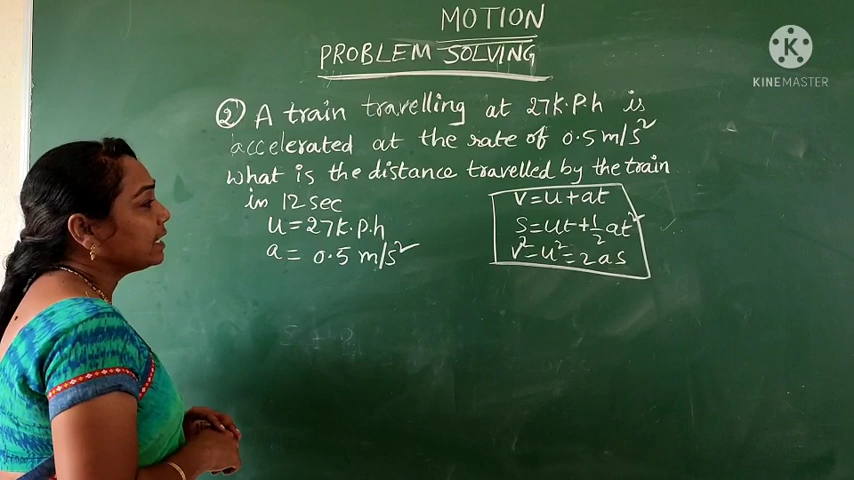 MOTION
PROBLEM SOLVING
K
KINEMASTER
② A train travelling at 27K.P.h is
accelerated at the rate of 0.5 m/s²
what is the distance travelled by the train
in 12 sec
u = 27K.P.h
a = 0.5 m/s²
V = U + at
S = Ut + ½ at²
V² = u² = 2as